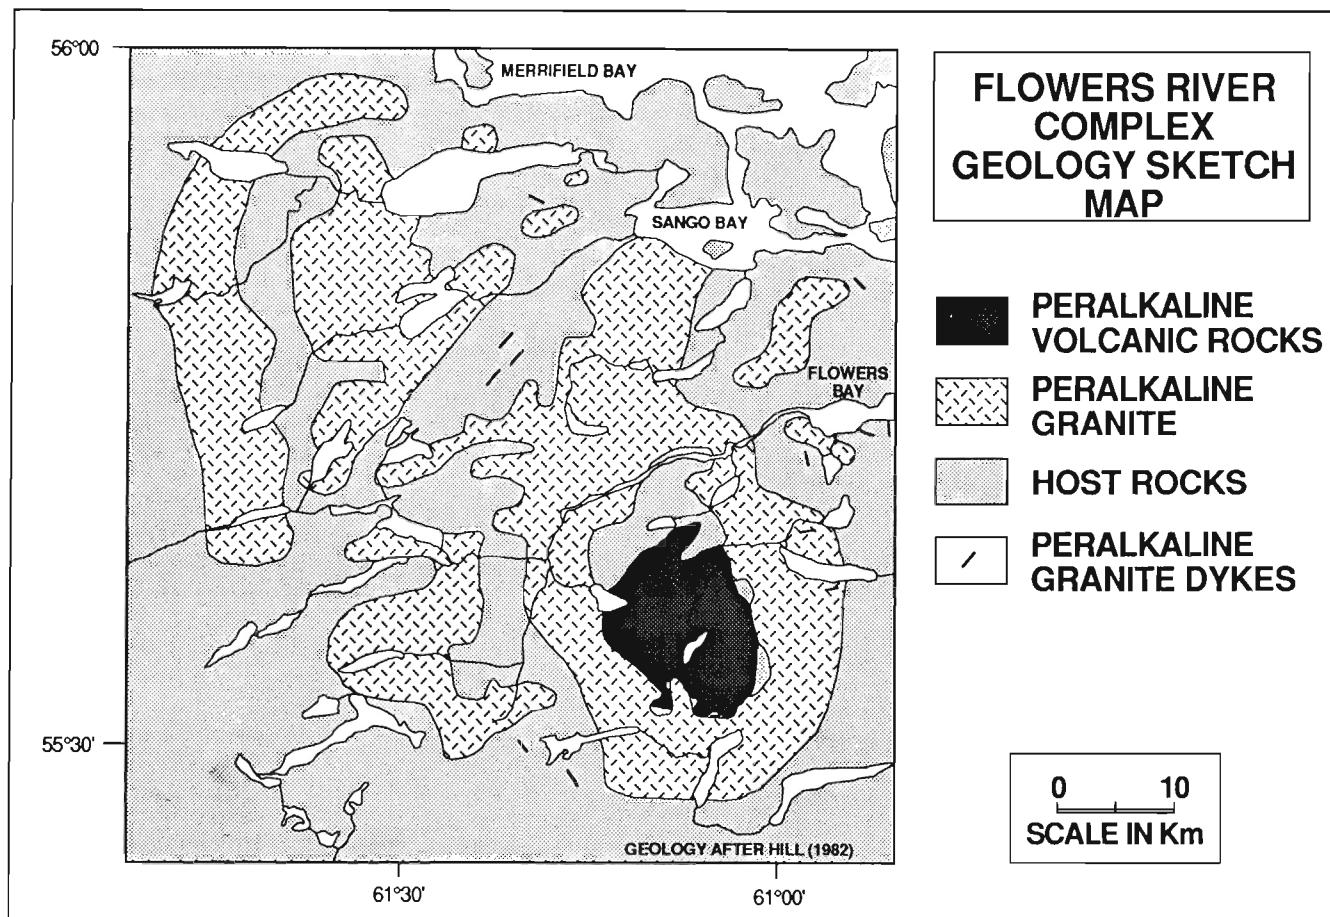 56°00
MERRIFIELD BAY
SANGO BAY
FLOWERS
BAY
55°30'
GEOLOGY AFTER HILL (1982)
61°30'
61°00'
FLOWERS RIVER
COMPLEX
GEOLOGY SKETCH
MAP
PERALKALINE
VOLCANIC ROCKS
PERALKALINE
GRANITE
HOST ROCKS
PERALKALINE
GRANITE DYKES
0 10
SCALE IN Km